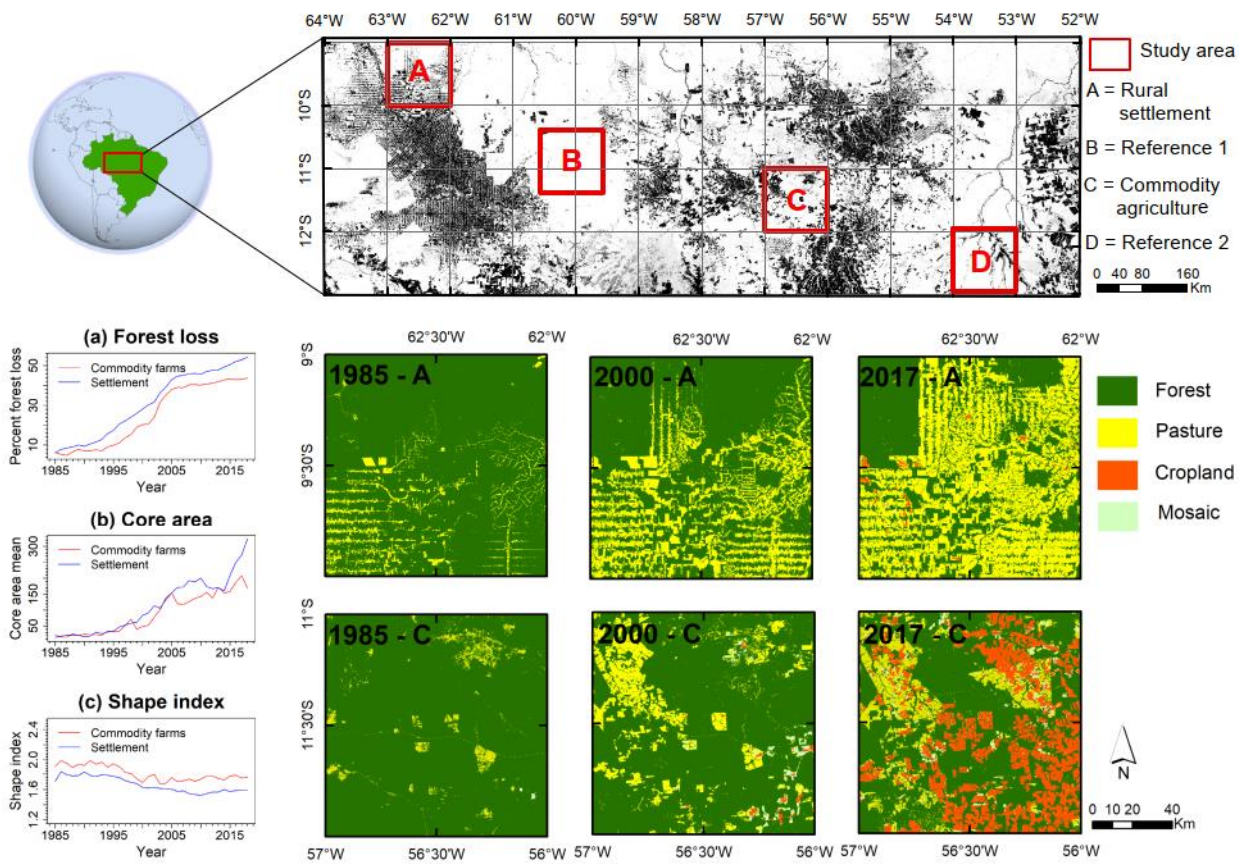 64°W 63°W 62°W 61°W 60°W 59°W 58°W 57°W 56°W 55°W 54°W 53°W 52°W
10°S
11°S
12°S
A
B
C
D
Study area
A = Rural
settlement
B = Reference 1
C = Commodity
agriculture
D = Reference 2
0 40 80 160
Km
(a) Forest loss
Percent forest loss
50
30
10
Commodity farms
Settlement
1985 1995 2005 2015
Year
(b) Core area
Core area mean
300
150
50
Commodity farms
Settlement
1985 1995 2005 2015
Year
(c) Shape index
Shape index
2.4
2.0
1.6
1.2
Commodity farms
Settlement
1985 1995 2005 2015
Year
62°30'W 62°W
62°30'W 62°W
62°30'W 62°W
9°S
9°30'S
1985 - A
2000 - A
2017 - A
11°S
11°30'S
1985 - C
2000 - C
2017 - C
57°W 56°30'W 56°W
57°W 56°30'W 56°W
57°W 56°30'W 56°W
Forest
Pasture
Cropland
Mosaic
N
0 10 20 40
Km